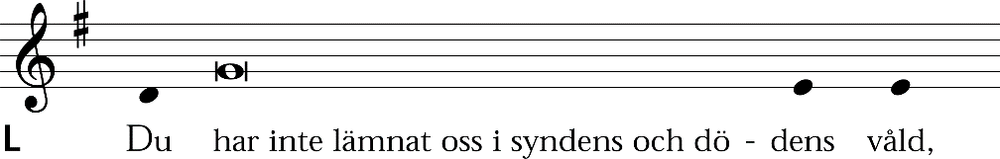 L Du har inte lämnat oss i syndens och dö - dens våld,